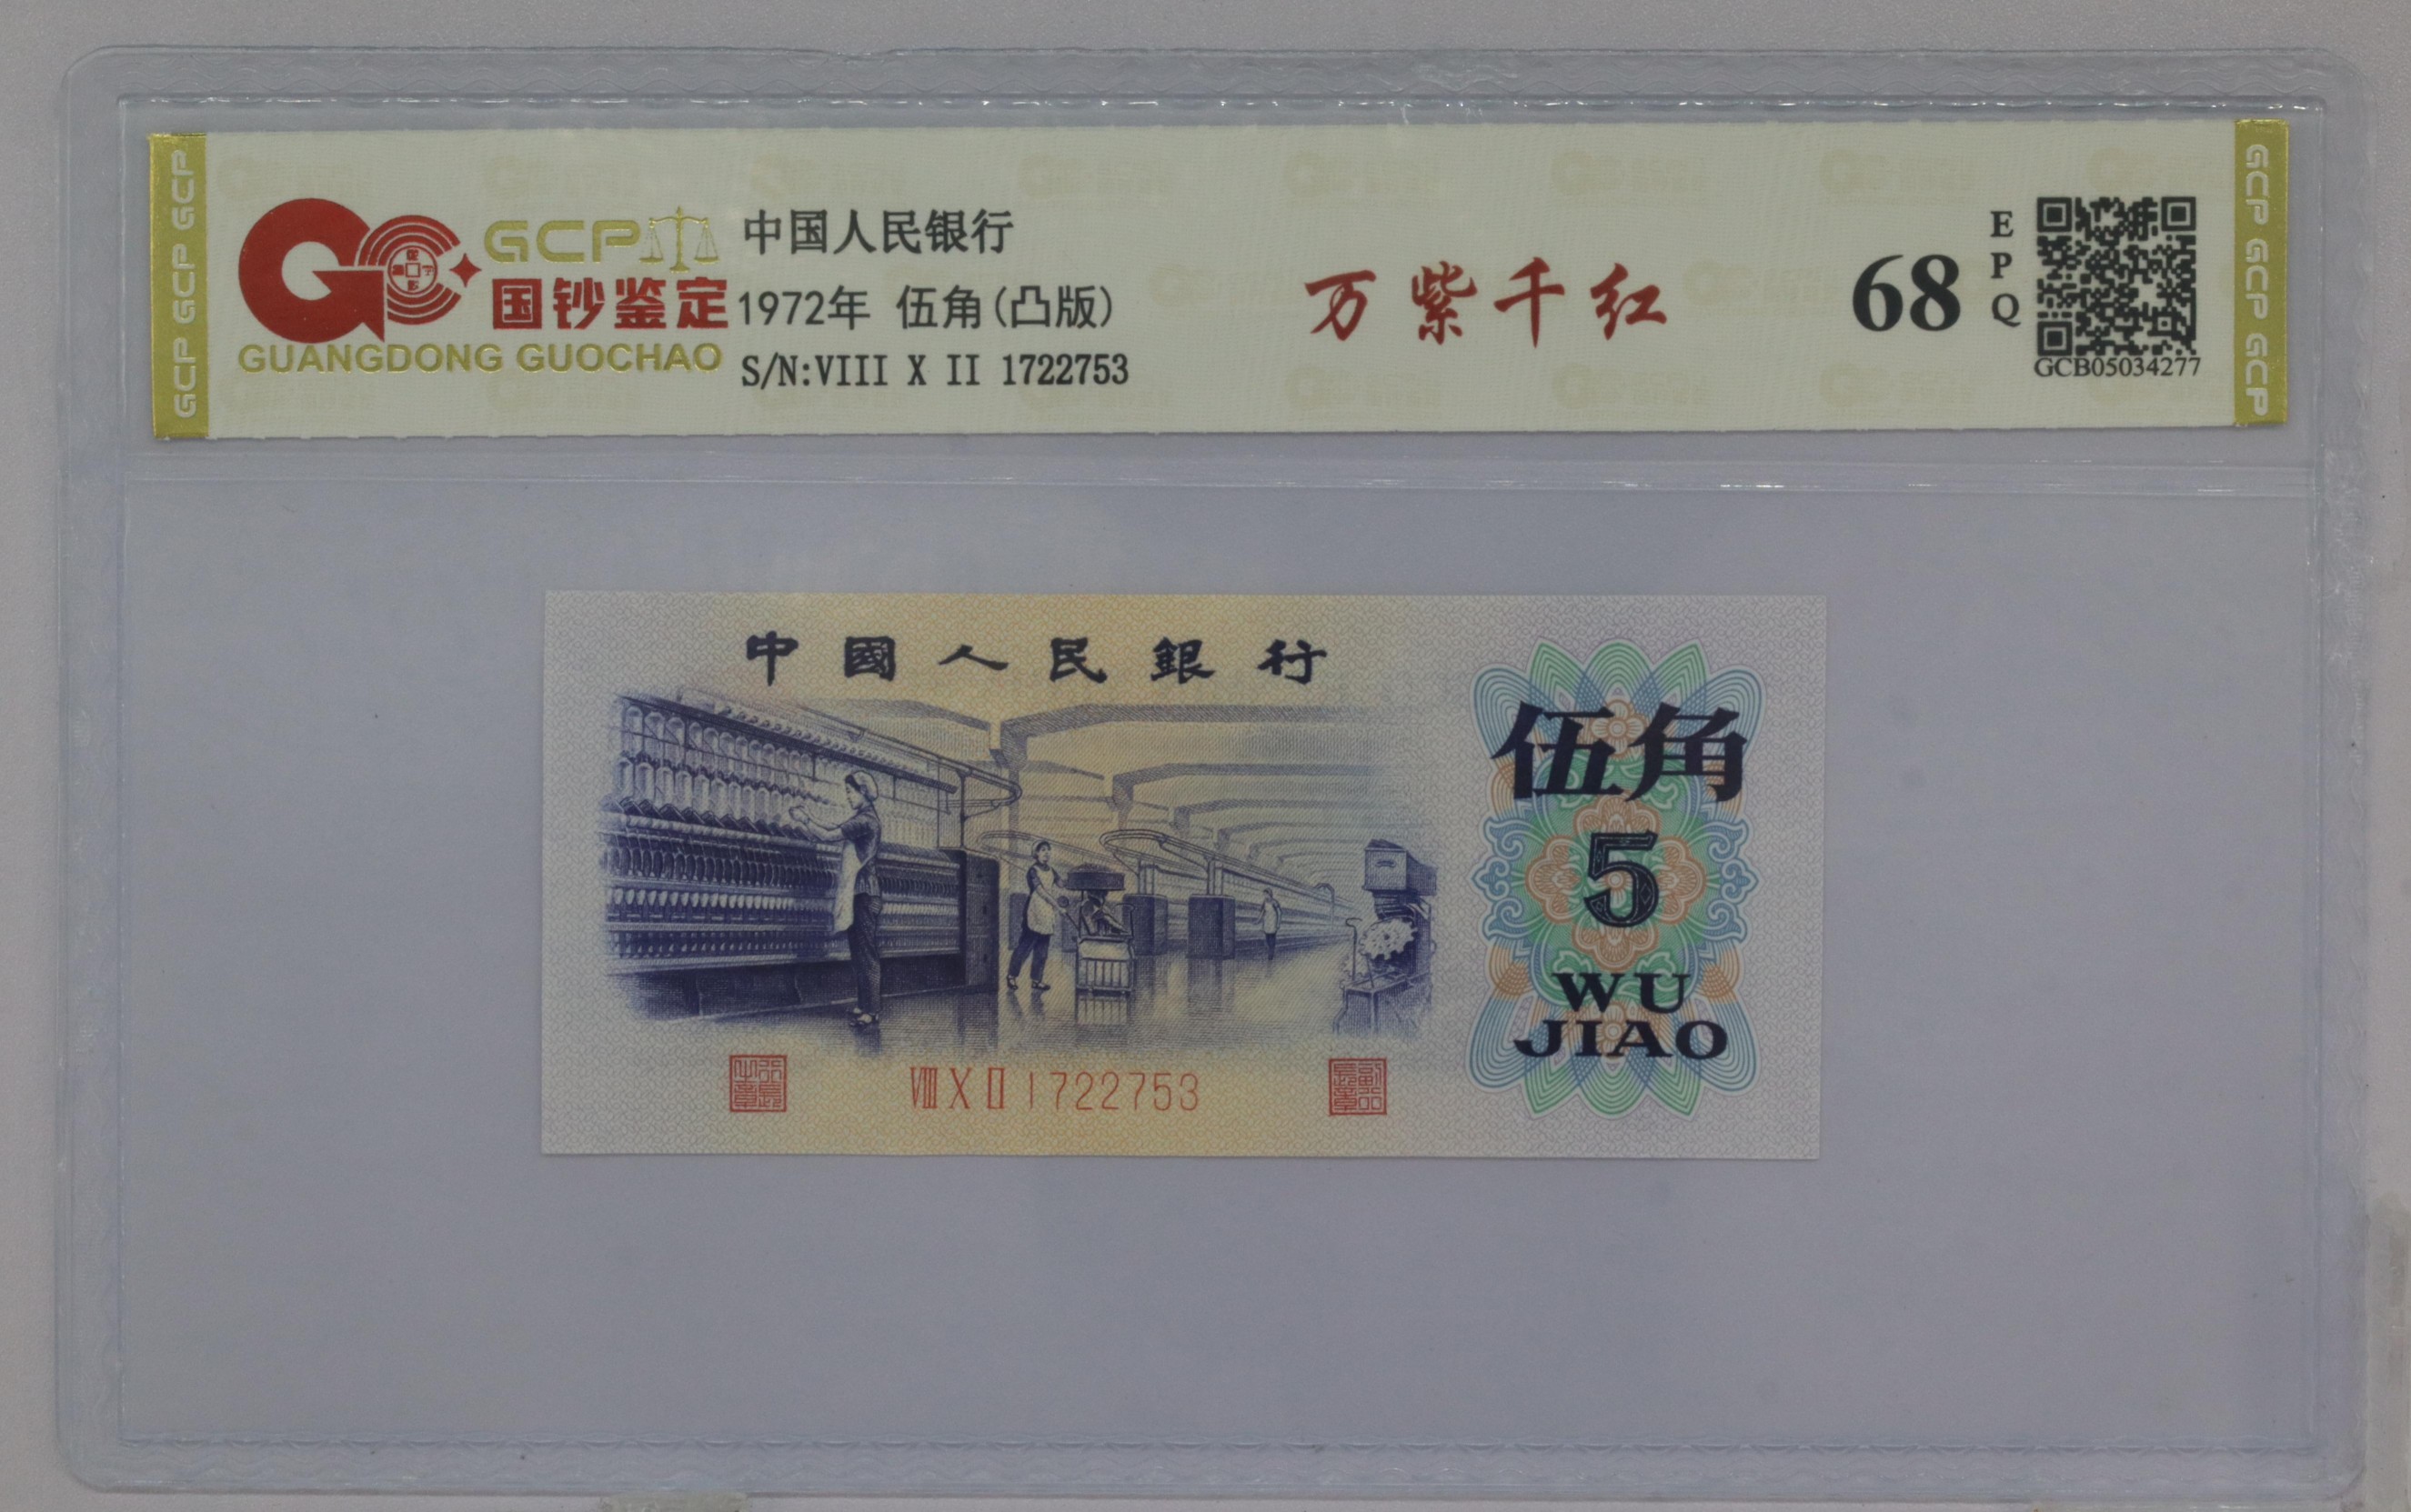 GCP GCP GCP
GCP
国钞鉴定
GUANGDONG GUOCHAO
中国人民银行
1972年 伍角(凸版)
S/N:VIII X II 1722753
万紫千红
68
EPQ
GCB05034277
GCP GCP GCP
中國人民銀行
伍角
5
WU
JIAO
VIII X II 1722753